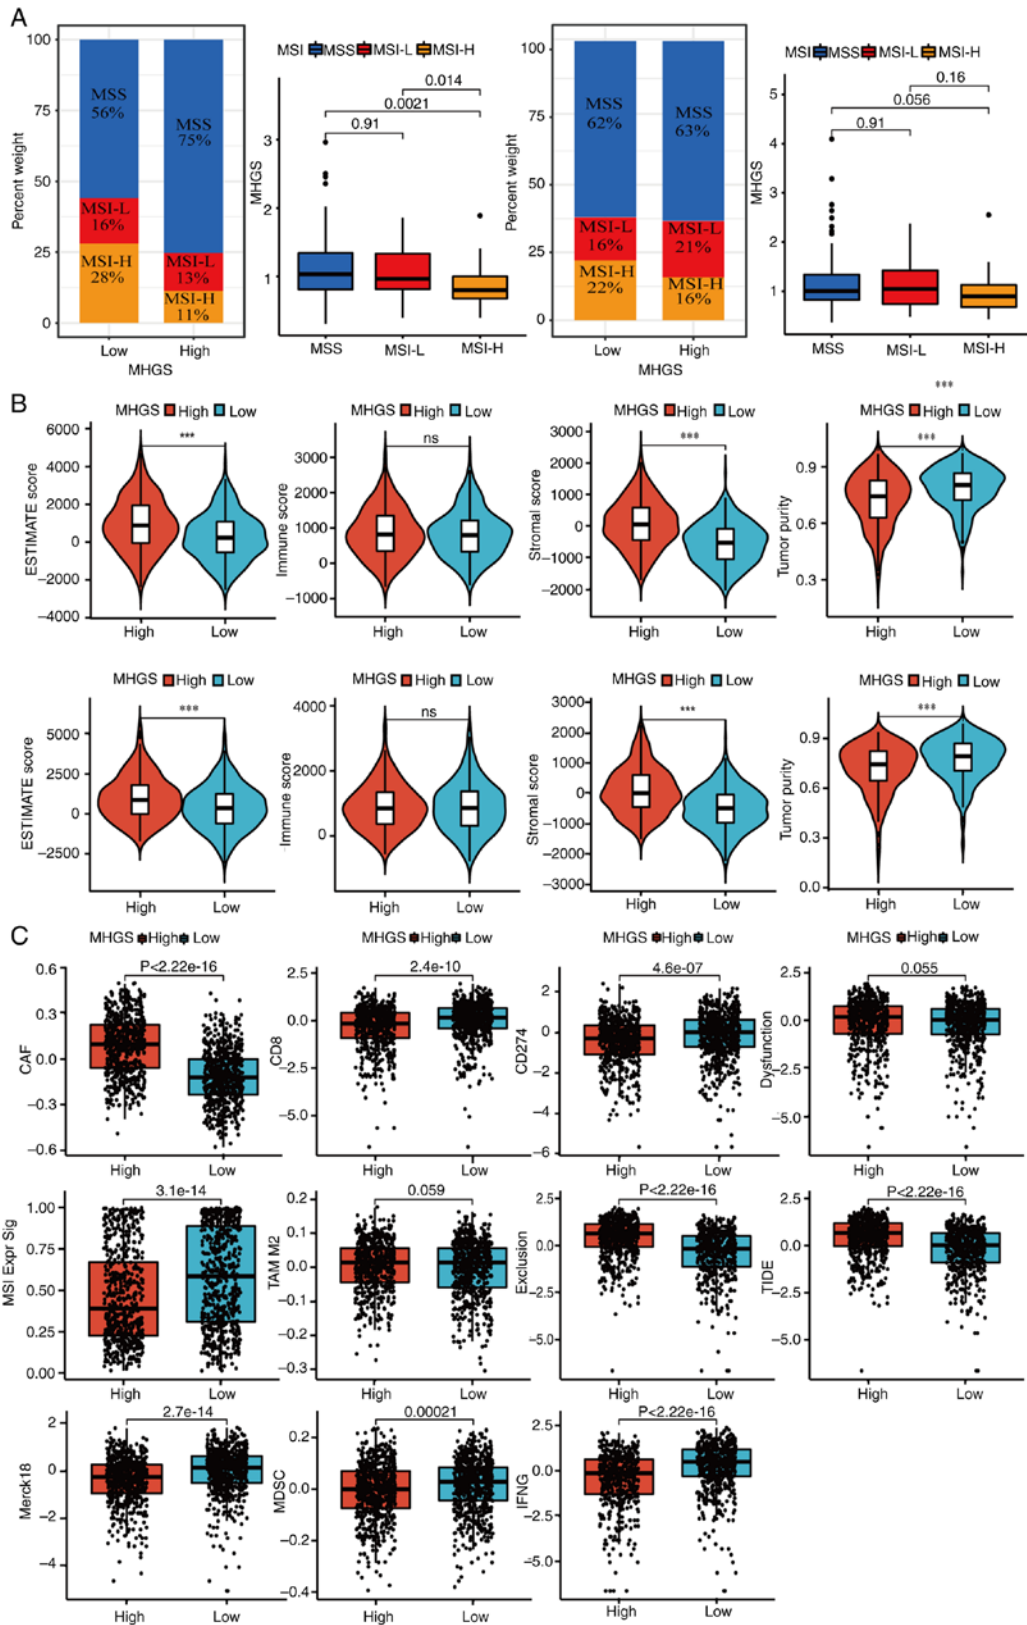 A
MSI MSS MSI-L MSI-H
MSI MSS MSI-L MSI-H
Percent weight
100
75
50
25
0
MSS
56%
MSI-L
16%
MSI-H
28%
MSS
75%
MSI-L
13%
MSI-H
11%
Low High
MHGS
MHGS
3
2
1
0.014
0.0021
0.91
MSS MSI-L MSI-H
Percent weight
100
75
50
25
0
MSS
62%
MSI-L
16%
MSI-H
22%
MSS
63%
MSI-L
21%
MSI-H
16%
Low High
MHGS
MHGS
5
4
3
2
1
0.16
0.056
0.91
MSS MSI-L MSI-H
B
MHGS High Low
ESTIMATE score
6000
4000
2000
0
−2000
−4000
***
High Low
MHGS High Low
Immune score
3000
2000
1000
0
−1000
ns
High Low
MHGS High Low
Stromal score
3000
2000
1000
0
−1000
−2000
***
High Low
***
MHGS High Low
Tumor purity
0.9
0.6
0.3
***
High Low
MHGS High Low
ESTIMATE score
5000
2500
0
−2500
***
High Low
MHGS High Low
Immune score
4000
2000
0
ns
High Low
MHGS High Low
Stromal score
3000
2000
1000
0
−1000
−2000
−3000
***
High Low
MHGS High Low
Tumor purity
0.9
0.6
0.3
0.0
***
High Low
C
MHGS High Low
CAF
0.6
0.3
0.0
−0.3
−0.6
P<2.22e-16
High Low
MHGS High Low
CD8
2.5
0.0
−2.5
−5.0
2.4e-10
High Low
MHGS High Low
CD274
2
0
−2
−4
−6
4.6e-07
High Low
MHGS High Low
Dysfunction
2.5
0.0
−2.5
−5.0
0.055
High Low
MSI Expr Sig
1.00
0.75
0.50
0.25
0.00
3.1e-14
High Low
TAM M2
0.2
0.1
0.0
−0.1
−0.2
−0.3
0.059
High Low
Exclusion
2.5
0.0
−2.5
−5.0
P<2.22e-16
High Low
TIDE
2.5
0.0
−2.5
−5.0
P<2.22e-16
High Low
Merck18
2
0
−2
−4
2.7e-14
High Low
MDSC
0.2
0.0
−0.2
−0.4
0.00021
High Low
IFNG
2.5
0.0
−2.5
−5.0
P<2.22e-16
High Low